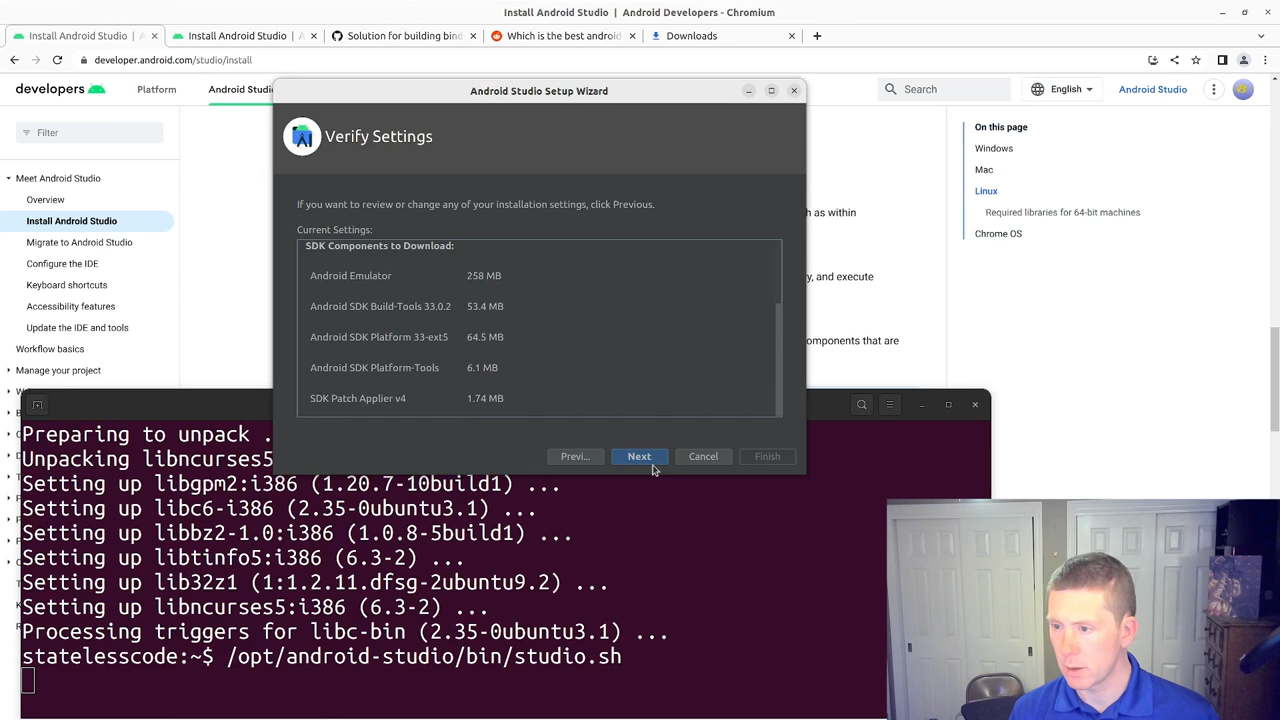 Install Android Studio | Android Developers - Chromium
Install Android Studio | A
Install Android Studio | A
Solution for building bind
Which is the best android
Downloads
developer.android.com/studio/install
developers
Platform
Android Studi
Search
English
Android Studio
Filter
Meet Android Studio
Overview
Install Android Studio
Migrate to Android Studio
Configure the IDE
Keyboard shortcuts
Accessibility features
Update the IDE and tools
Workflow basics
Manage your project
On this page
Windows
Mac
Linux
Required libraries for 64-bit machines
Chrome OS
h as within
y, and execute
omponents that are
Android Studio Setup Wizard
Verify Settings
If you want to review or change any of your installation settings, click Previous.
Current Settings:
SDK Components to Download:
Android Emulator 258 MB
Android SDK Build-Tools 33.0.2 53.4 MB
Android SDK Platform 33-ext5 64.5 MB
Android SDK Platform-Tools 6.1 MB
SDK Patch Applier v4 1.74 MB
Previ...
Next
Cancel
Finish
Preparing to unpack .
Unpacking libncurses5
Setting up libgpm2:i386 (1.20.7-10build1) ...
Setting up libc6-i386 (2.35-0ubuntu3.1) ...
Setting up libbz2-1.0:i386 (1.0.8-5build1) ...
Setting up libtinfo5:i386 (6.3-2) ...
Setting up lib32z1 (1:1.2.11.dfsg-2ubuntu9.2) ...
Setting up libncurses5:i386 (6.3-2) ...
Processing triggers for libc-bin (2.35-0ubuntu3.1) ...
statelesscode:~$ /opt/android-studio/bin/studio.sh